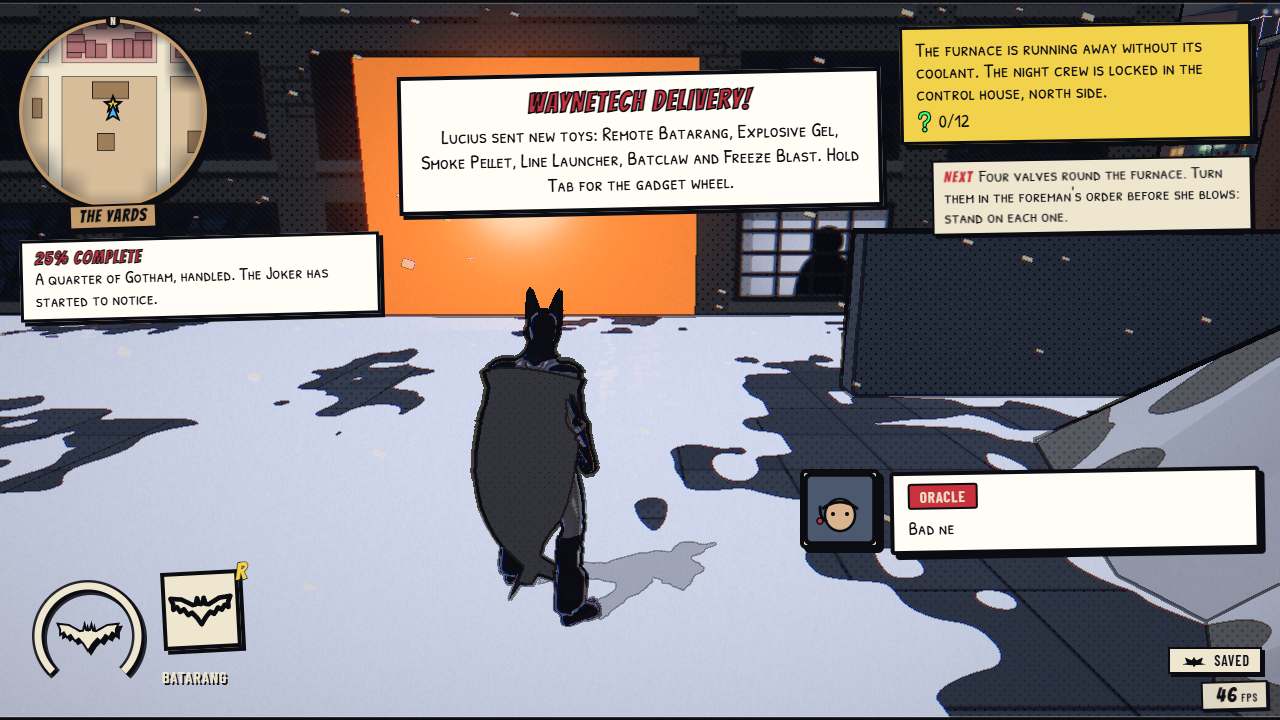 N
THE YARDS
25% COMPLETE
A QUARTER OF GOTHAM, HANDLED. THE JOKER HAS
STARTED TO NOTICE.
WAYNETECH DELIVERY!
LUCIUS SENT NEW TOYS: REMOTE BATARANG, EXPLOSIVE GEL,
SMOKE PELLET, LINE LAUNCHER, BATCLAW AND FREEZE BLAST. HOLD
TAB FOR THE GADGET WHEEL.
THE FURNACE IS RUNNING AWAY WITHOUT ITS
COOLANT. THE NIGHT CREW IS LOCKED IN THE
CONTROL HOUSE, NORTH SIDE.
? 0/12
NEXT FOUR VALVES ROUND THE FURNACE. TURN
THEM IN THE FOREMAN'S ORDER BEFORE SHE BLOWS:
STAND ON EACH ONE.
ORACLE
BAD NE
R
BATARANG
SAVED
46 FPS